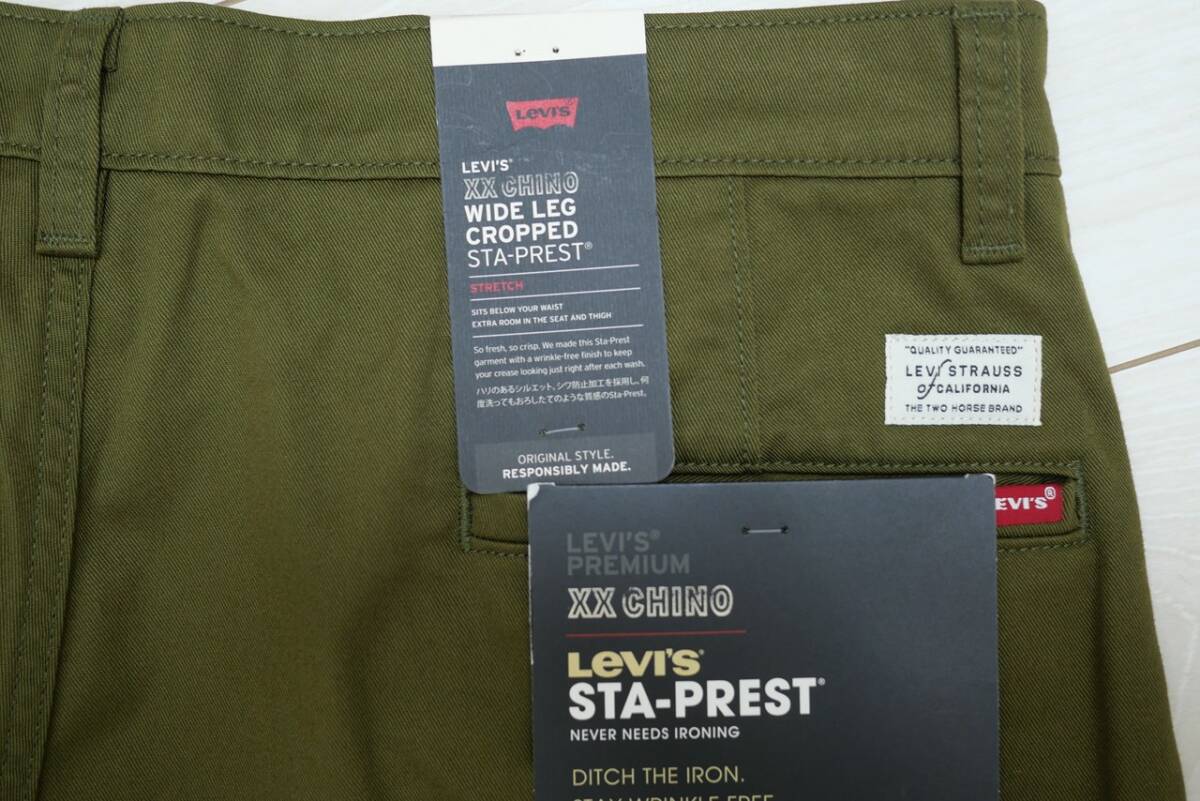 Levi's
LEVI'S®
XX CHINO
WIDE LEG
CROPPED
STA-PREST®
STRETCH
SITS BELOW YOUR WAIST
EXTRA ROOM IN THE SEAT AND THIGH
So fresh, so crisp. We made this Sta-Prest
garment with a wrinkle-free finish to keep
your crease looking just right after each wash.
ハリのあるシルエット、シワ防止加工を採用し、何
度洗ってもおろしたてのような質感のSta-Prest.
ORIGINAL STYLE.
RESPONSIBLY MADE.
"QUALITY GUARANTEED"
LEVI STRAUSS
of CALIFORNIA
THE TWO HORSE BRAND
EVI'S®
LEVI'S®
PREMIUM
XX CHINO
Levi's®
STA-PREST®
NEVER NEEDS IRONING
DITCH THE IRON.
STAY WRINKLE FREE